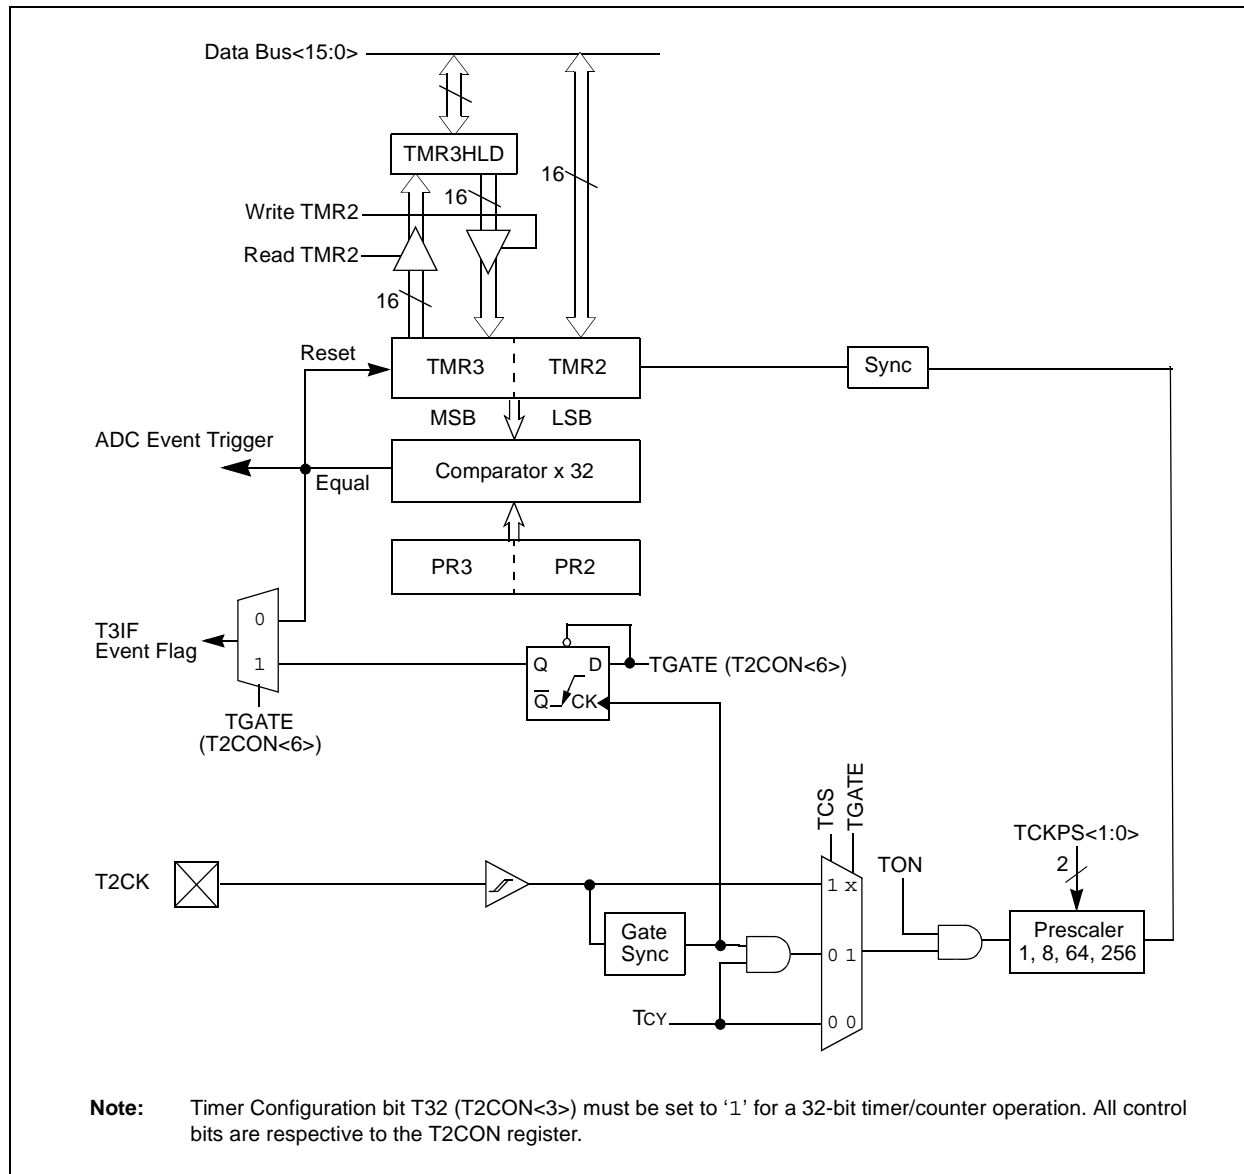 Data Bus<15:0>
TMR3HLD
16
16
Write TMR2
Read TMR2
16
Reset
TMR3
TMR2
Sync
MSB
LSB
ADC Event Trigger
Equal
Comparator x 32
PR3
PR2
0
T3IF
Event Flag
1
Q
D
TGATE (T2CON<6>)
Q
CK
TGATE
(T2CON<6>)
TCS
TGATE
TCKPS<1:0>
2
TON
T2CK
1 x
Gate
Sync
0 1
Prescaler
1, 8, 64, 256
TCY
0 0
Note: Timer Configuration bit T32 (T2CON<3>) must be set to ‘1’ for a 32-bit timer/counter operation. All control
bits are respective to the T2CON register.